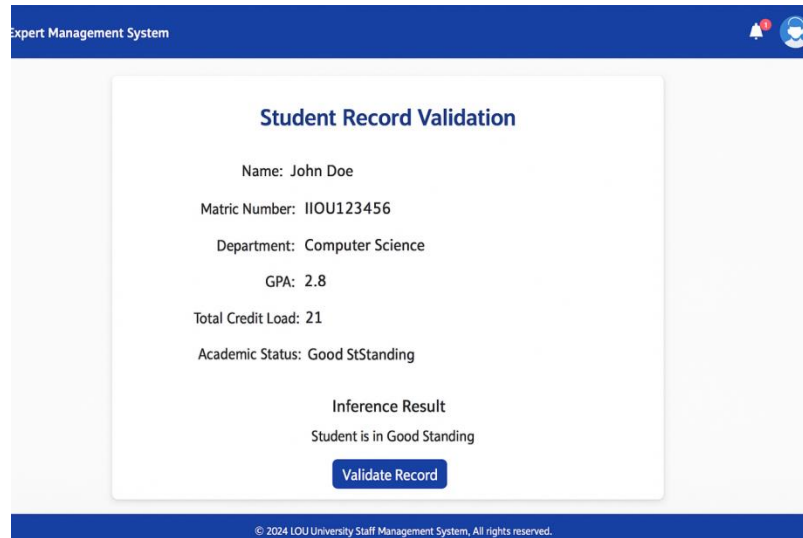 Expert Management System
1
Student Record Validation
Name: John Doe
Matric Number: IIOU123456
Department: Computer Science
GPA: 2.8
Total Credit Load: 21
Academic Status: Good StStanding
Inference Result
Student is in Good Standing
Validate Record
© 2024 LOU University Staff Management System, All rights reserved.